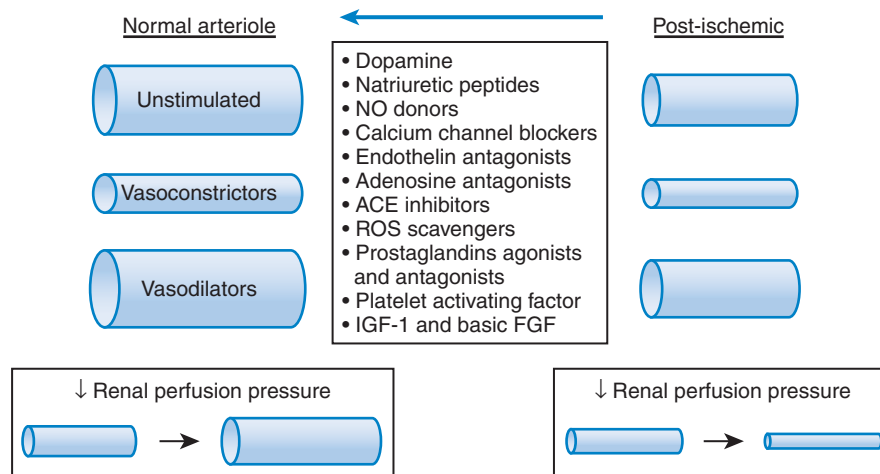 Normal arteriole
Post-ischemic
Unstimulated
Vasoconstrictors
Vasodilators
• Dopamine
• Natriuretic peptides
• NO donors
• Calcium channel blockers
• Endothelin antagonists
• Adenosine antagonists
• ACE inhibitors
• ROS scavengers
• Prostaglandins agonists
and antagonists
• Platelet activating factor
• IGF-1 and basic FGF
↓ Renal perfusion pressure
↓ Renal perfusion pressure